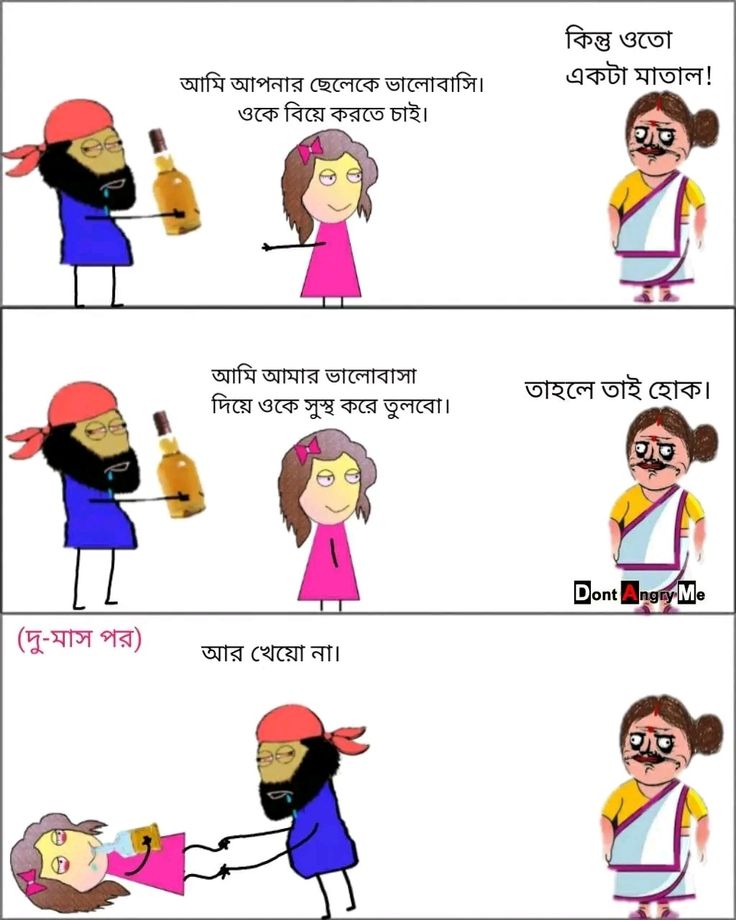 আমি আপনার ছেলেকে ভালোবাসি।
ওকে বিয়ে করতে চাই।
কিন্তু ওতো
একটা মাতাল!
আমি আমার ভালোবাসা
দিয়ে ওকে সুস্থ করে তুলবো।
তাহলে তাই হোক।
Dont Angry Me
(দু-মাস পর)
আর খেয়ো না।